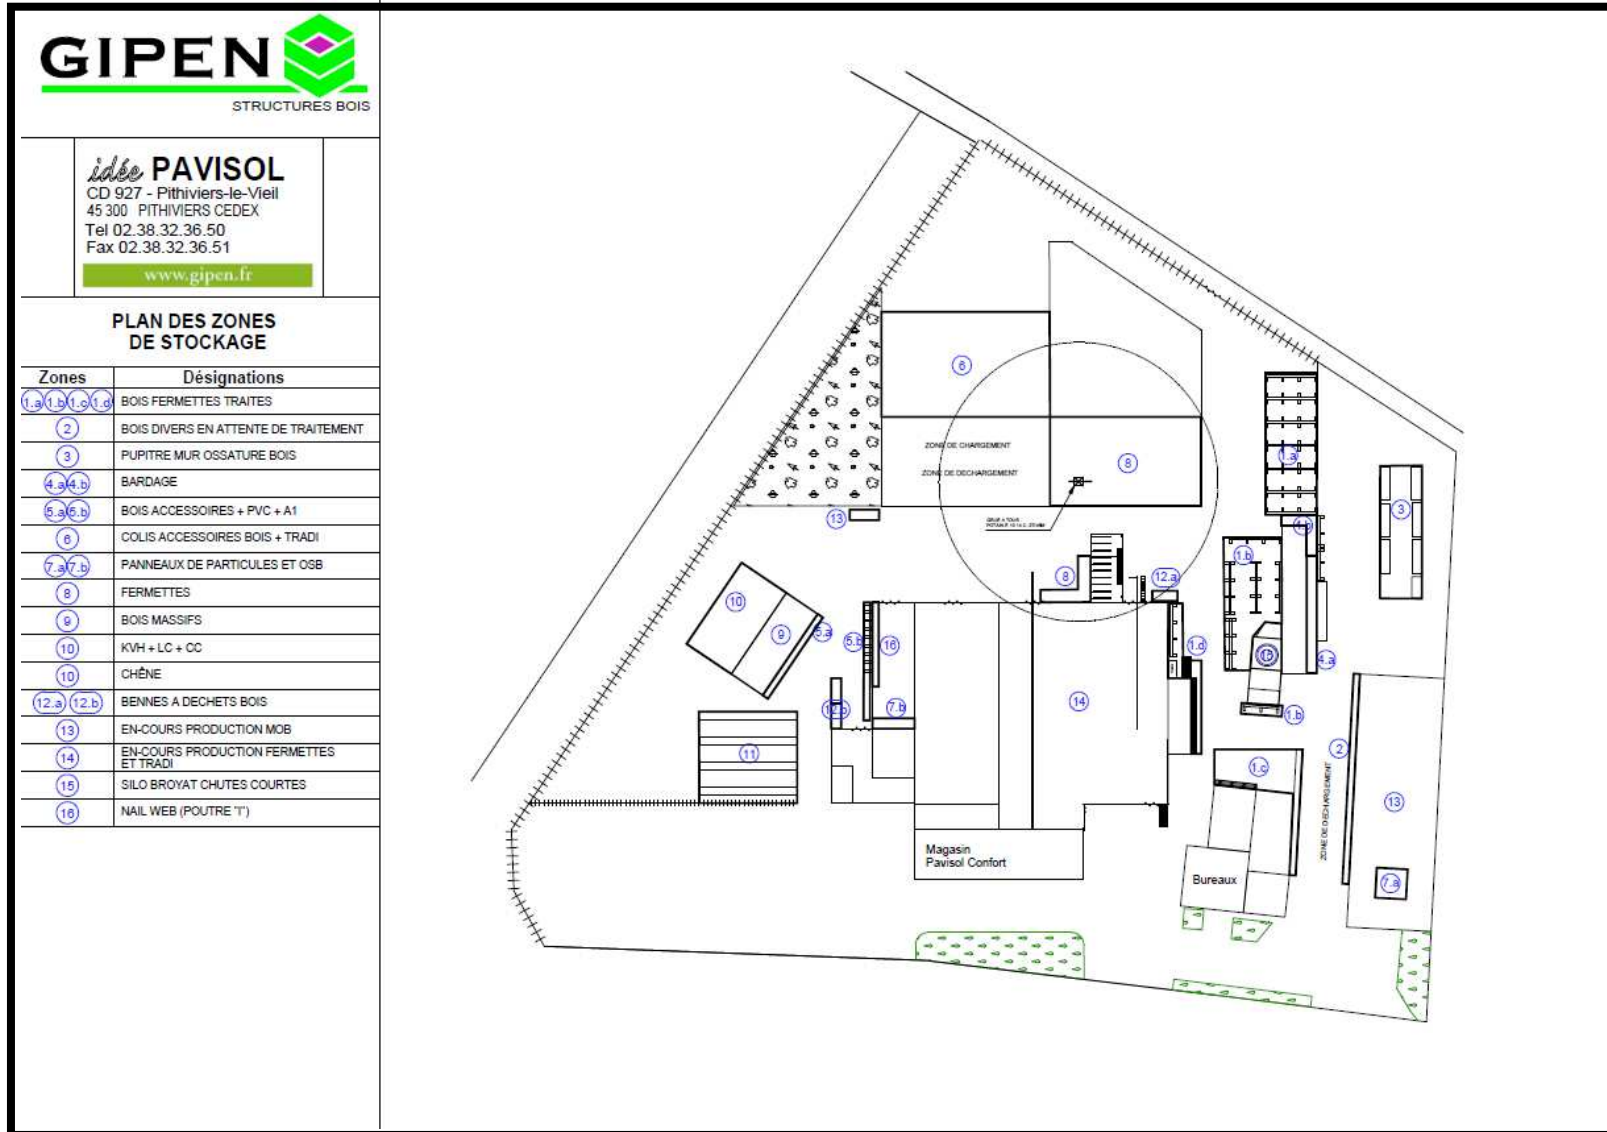 GIPEN
STRUCTURES BOIS
idée PAVISOL
CD 927 - Pithiviers-le-Vieil
45 300 PITHIVIERS CEDEX
Tel 02.38.32.36.50
Fax 02.38.32.36.51
www.gipen.fr
PLAN DES ZONES
DE STOCKAGE
Zones Désignations
1.a 1.b 1.c 1.d BOIS FERMETTES TRAITES
2 BOIS DIVERS EN ATTENTE DE TRAITEMENT
3 PUPITRE MUR OSSATURE BOIS
4.a 4.b BARDAGE
5.a 5.b BOIS ACCESSOIRES + PVC + A1
6 COLIS ACCESSOIRES BOIS + TRADI
7.a 7.b PANNEAUX DE PARTICULES ET OSB
8 FERMETTES
9 BOIS MASSIFS
10 KVH + LC + CC
10 CHÊNE
12.a 12.b BENNES A DECHETS BOIS
13 EN-COURS PRODUCTION MOB
14 EN-COURS PRODUCTION FERMETTES
ET TRADI
15 SILO BROYAT CHUTES COURTES
16 NAIL WEB (POUTRE "I")
6
ZONE DE CHARGEMENT
ZONE DE DECHARGEMENT
8
1.a
3
13
GRUE A TOUR
8
12.a
1.b
10
9
5.a
5.b
16
1.d
15
4.a
12.b
7.b
14
1.b
11
2
1.c
ZONE DE DECHARGEMENT
13
Magasin
Pavisol Confort
Bureaux
7.a